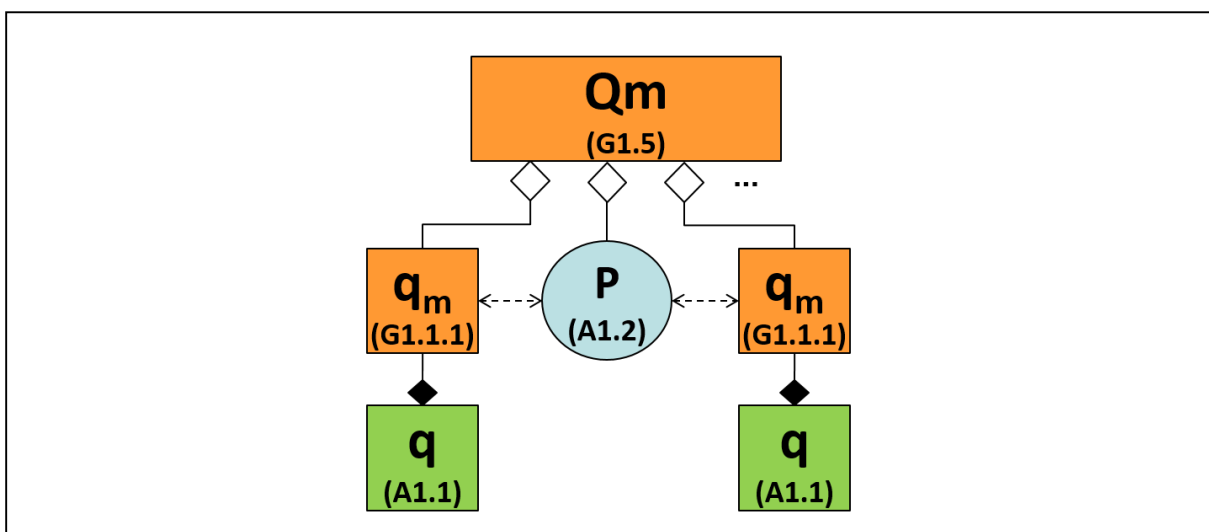 Qm
(G1.5)
...
qm P qm
(G1.1.1) (A1.2) (G1.1.1)
q q
(A1.1) (A1.1)